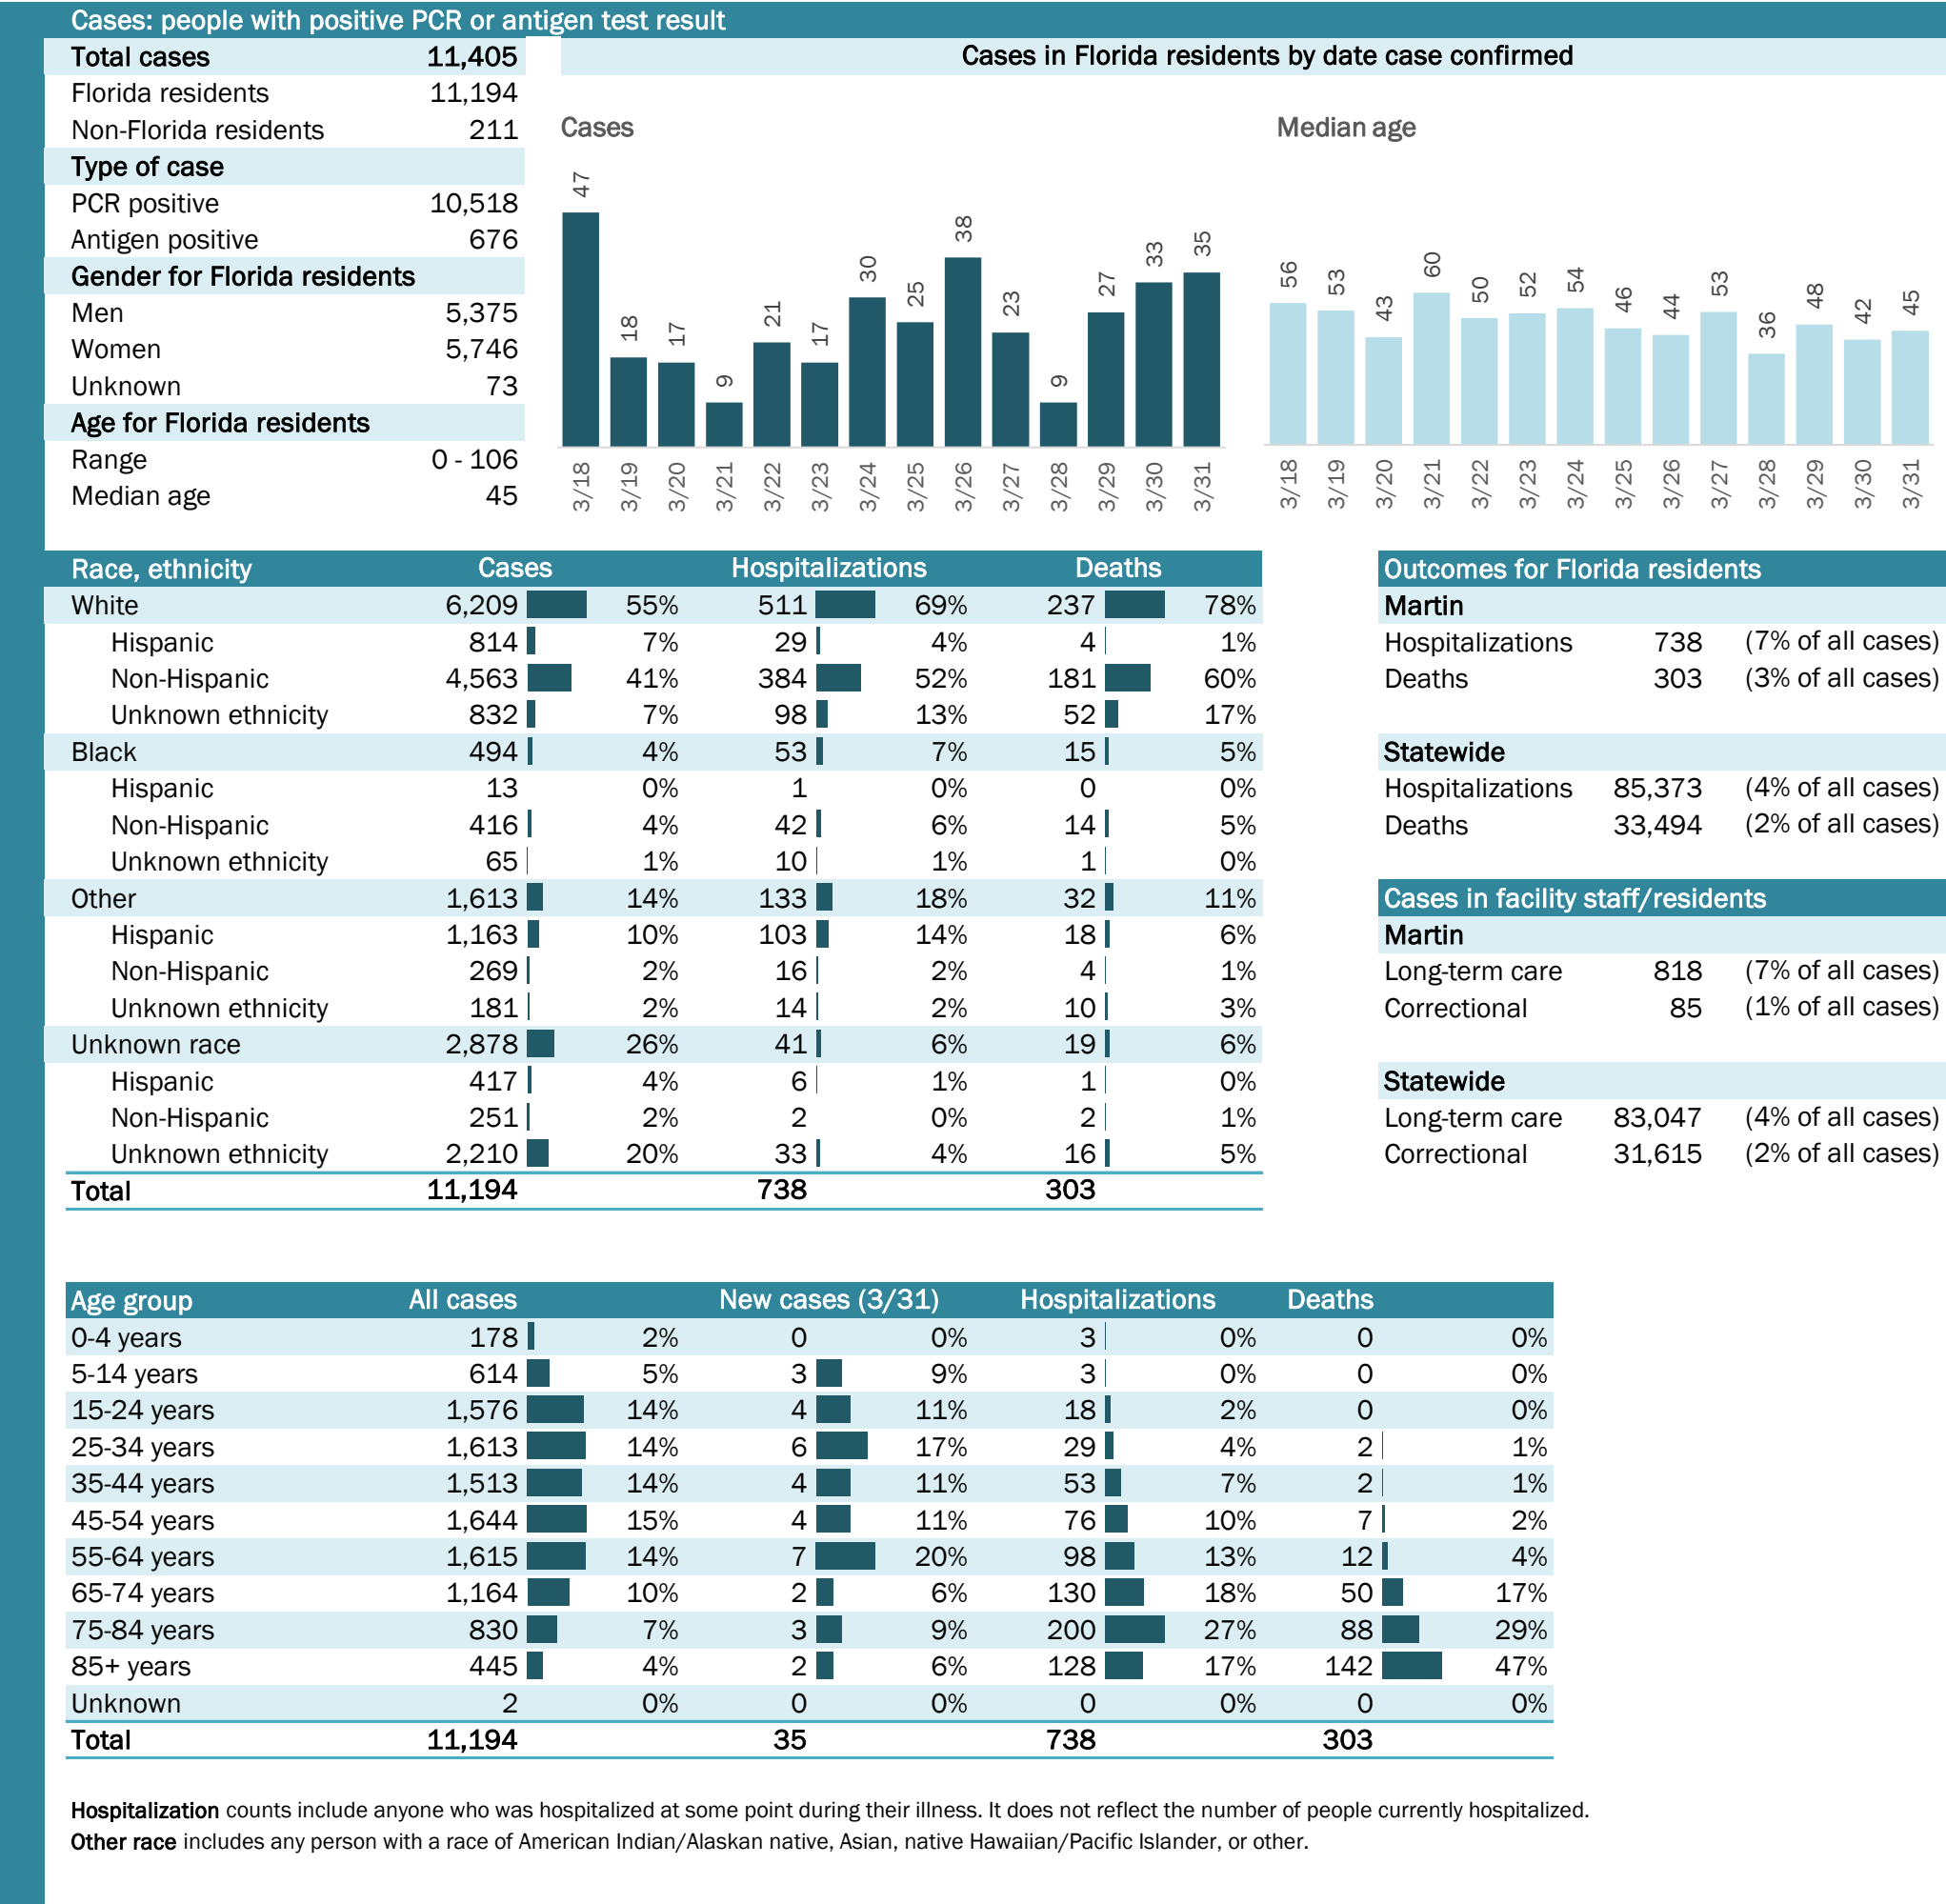 Cases: people with positive PCR or antigen test result
Total cases 11,405
Florida residents 11,194
Non-Florida residents 211
Type of case
PCR positive 10,518
Antigen positive 676
Gender for Florida residents
Men 5,375
Women 5,746
Unknown 73
Age for Florida residents
Range 0 - 106
Median age 45
Cases in Florida residents by date case confirmed
Cases
47 18 17 9 21 17 30 25 38 23 9 27 33 35
3/18 3/19 3/20 3/21 3/22 3/23 3/24 3/25 3/26 3/27 3/28 3/29 3/30 3/31
Median age
56 53 43 60 50 52 54 46 44 53 36 48 42 45
3/18 3/19 3/20 3/21 3/22 3/23 3/24 3/25 3/26 3/27 3/28 3/29 3/30 3/31
Race, ethnicity Cases Hospitalizations Deaths
White 6,209 55% 511 69% 237 78%
Hispanic 814 7% 29 4% 4 1%
Non-Hispanic 4,563 41% 384 52% 181 60%
Unknown ethnicity 832 7% 98 13% 52 17%
Black 494 4% 53 7% 15 5%
Hispanic 13 0% 1 0% 0 0%
Non-Hispanic 416 4% 42 6% 14 5%
Unknown ethnicity 65 1% 10 1% 1 0%
Other 1,613 14% 133 18% 32 11%
Hispanic 1,163 10% 103 14% 18 6%
Non-Hispanic 269 2% 16 2% 4 1%
Unknown ethnicity 181 2% 14 2% 10 3%
Unknown race 2,878 26% 41 6% 19 6%
Hispanic 417 4% 6 1% 1 0%
Non-Hispanic 251 2% 2 0% 2 1%
Unknown ethnicity 2,210 20% 33 4% 16 5%
Total 11,194 738 303
Outcomes for Florida residents
Martin
Hospitalizations 738 (7% of all cases)
Deaths 303 (3% of all cases)
Statewide
Hospitalizations 85,373 (4% of all cases)
Deaths 33,494 (2% of all cases)
Cases in facility staff/residents
Martin
Long-term care 818 (7% of all cases)
Correctional 85 (1% of all cases)
Statewide
Long-term care 83,047 (4% of all cases)
Correctional 31,615 (2% of all cases)
Age group All cases New cases (3/31) Hospitalizations Deaths
0-4 years 178 2% 0 0% 3 0% 0 0%
5-14 years 614 5% 3 9% 3 0% 0 0%
15-24 years 1,576 14% 4 11% 18 2% 0 0%
25-34 years 1,613 14% 6 17% 29 4% 2 1%
35-44 years 1,513 14% 4 11% 53 7% 2 1%
45-54 years 1,644 15% 4 11% 76 10% 7 2%
55-64 years 1,615 14% 7 20% 98 13% 12 4%
65-74 years 1,164 10% 2 6% 130 18% 50 17%
75-84 years 830 7% 3 9% 200 27% 88 29%
85+ years 445 4% 2 6% 128 17% 142 47%
Unknown 2 0% 0 0% 0 0% 0 0%
Total 11,194 35 738 303
Hospitalization counts include anyone who was hospitalized at some point during their illness. It does not reflect the number of people currently hospitalized.
Other race includes any person with a race of American Indian/Alaskan native, Asian, native Hawaiian/Pacific Islander, or other.